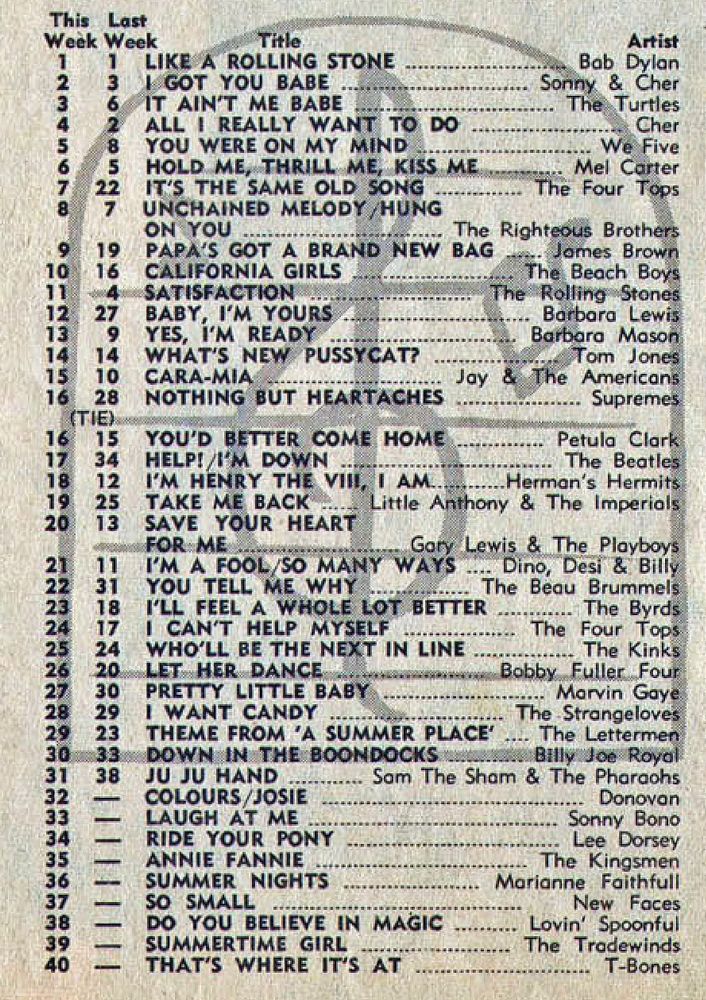 This Last
Week Week Title Artist
1 1 LIKE A ROLLING STONE .......... Bob Dylan
2 3 I GOT YOU BABE .......... Sonny & Cher
3 6 IT AIN'T ME BABE .......... The Turtles
4 2 ALL I REALLY WANT TO DO .......... Cher
5 8 YOU WERE ON MY MIND .......... We Five
6 5 HOLD ME, THRILL ME, KISS ME .......... Mel Carter
7 22 IT'S THE SAME OLD SONG .......... The Four Tops
8 7 UNCHAINED MELODY/HUNG
ON YOU .......... The Righteous Brothers
9 19 PAPA'S GOT A BRAND NEW BAG ...... James Brown
10 16 CALIFORNIA GIRLS .......... The Beach Boys
11 4 SATISFACTION .......... The Rolling Stones
12 27 BABY, I'M YOURS .......... Barbara Lewis
13 9 YES, I'M READY .......... Barbara Mason
14 14 WHAT'S NEW PUSSYCAT? .......... Tom Jones
15 10 CARA-MIA .......... Jay & The Americans
16 28 NOTHING BUT HEARTACHES .......... Supremes
(TIE)
16 15 YOU'D BETTER COME HOME .......... Petula Clark
17 34 HELP!/I'M DOWN .......... The Beatles
18 12 I'M HENRY THE VIII, I AM..........Herman's Hermits
19 25 TAKE ME BACK ...... Little Anthony & The Imperials
20 13 SAVE YOUR HEART
FOR ME .......... Gary Lewis & The Playboys
21 11 I'M A FOOL/SO MANY WAYS .... Dino, Desi & Billy
22 31 YOU TELL ME WHY .......... The Beau Brummels
23 18 I'LL FEEL A WHOLE LOT BETTER .......... The Byrds
24 17 I CAN'T HELP MYSELF .......... The Four Tops
25 24 WHO'LL BE THE NEXT IN LINE .......... The Kinks
26 20 LET HER DANCE .......... Bobby Fuller Four
27 30 PRETTY LITTLE BABY .......... Marvin Gaye
28 29 I WANT CANDY .......... The Strangeloves
29 23 THEME FROM 'A SUMMER PLACE' .... The Lettermen
30 33 DOWN IN THE BOONDOCKS .......... Billy Joe Royal
31 38 JU JU HAND .......... Sam The Sham & The Pharaohs
32 — COLOURS/JOSIE .......... Donovan
33 — LAUGH AT ME .......... Sonny Bono
34 — RIDE YOUR PONY .......... Lee Dorsey
35 — ANNIE FANNIE .......... The Kingsmen
36 — SUMMER NIGHTS .......... Marianne Faithfull
37 — SO SMALL .......... New Faces
38 — DO YOU BELIEVE IN MAGIC .......... Lovin' Spoonful
39 — SUMMERTIME GIRL .......... The Tradewinds
40 — THAT'S WHERE IT'S AT .......... T-Bones